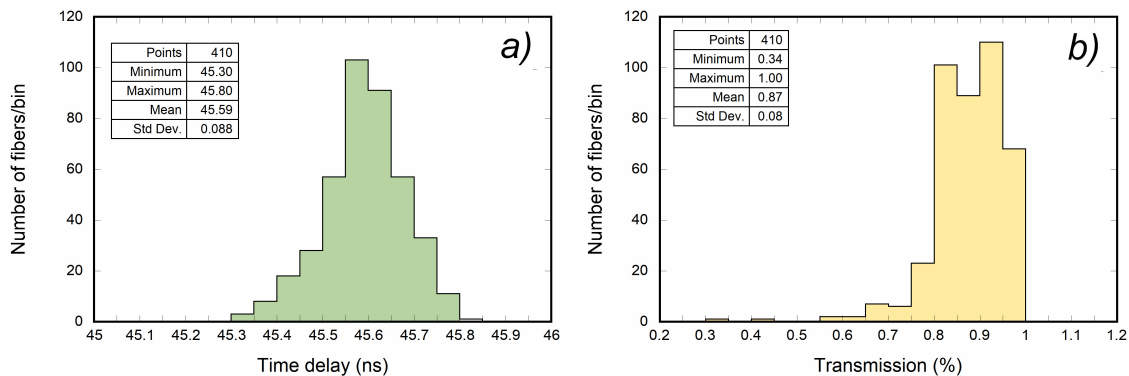 a)
Points 410
Minimum 45.30
Maximum 45.80
Mean 45.59
Std Dev. 0.088
Number of fibers/bin
120
100
80
60
40
20
0
45 45.1 45.2 45.3 45.4 45.5 45.6 45.7 45.8 45.9 46
Time delay (ns)
b)
Points 410
Minimum 0.34
Maximum 1.00
Mean 0.87
Std Dev. 0.08
Number of fibers/bin
120
100
80
60
40
20
0
0.2 0.3 0.4 0.5 0.6 0.7 0.8 0.9 1 1.1 1.2
Transmission (%)